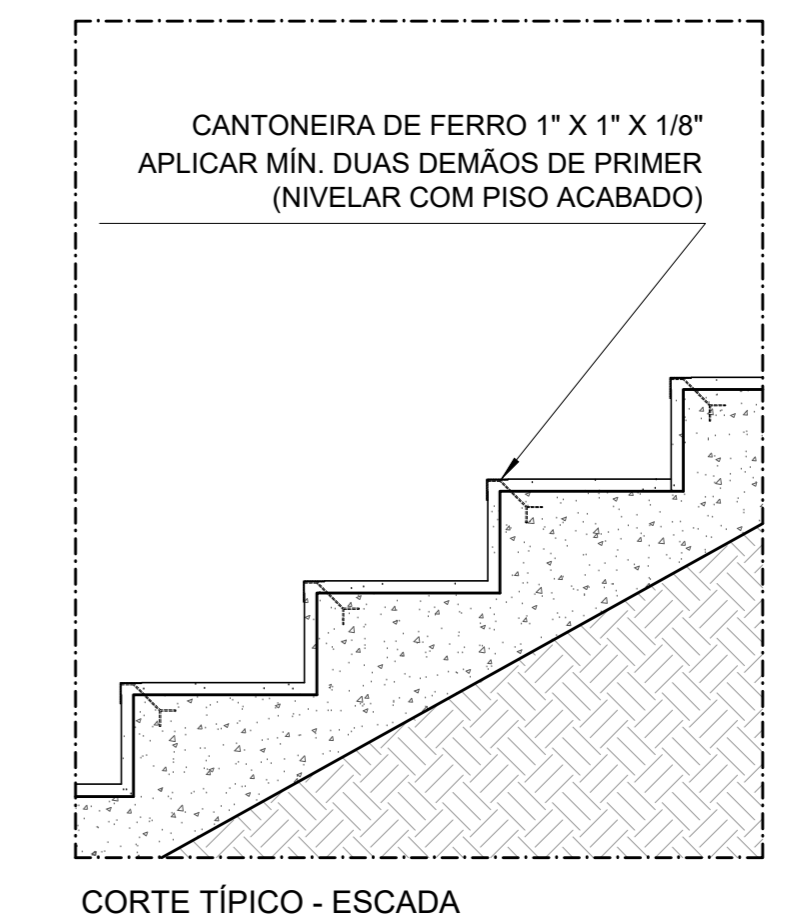 CANTONEIRA DE FERRO 1" X 1" X 1/8"
APLICAR MÍN. DUAS DEMÃOS DE PRIMER
(NIVELAR COM PISO ACABADO)
CORTE TÍPICO - ESCADA